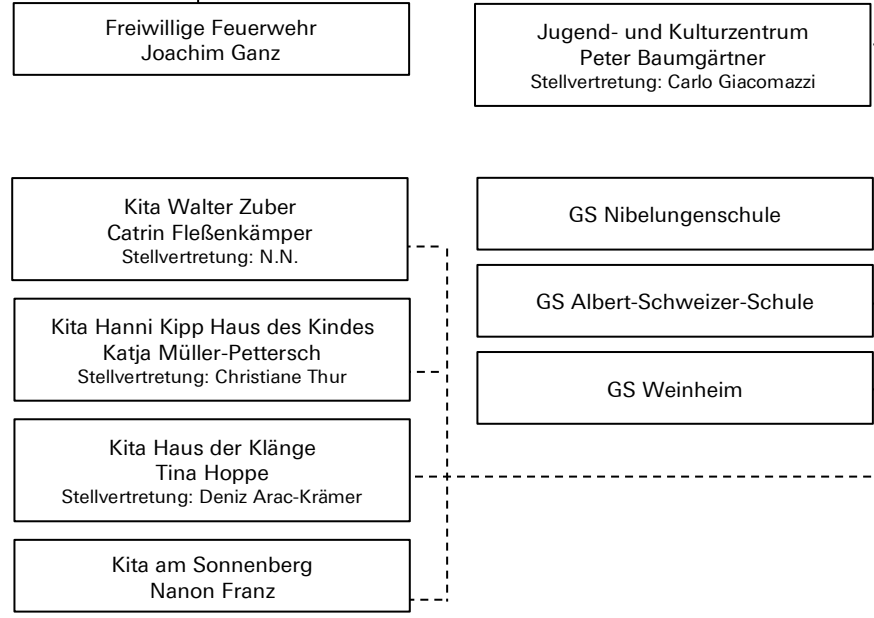 Freiwillige Feuerwehr
Joachim Ganz
Jugend- und Kulturzentrum
Peter Baumgärtner
Stellvertretung: Carlo Giacomazzi
Kita Walter Zuber
Catrin Fleßenkämper
Stellvertretung: N.N.
Kita Hanni Kipp Haus des Kindes
Katja Müller-Pettersch
Stellvertretung: Christiane Thur
Kita Haus der Klänge
Tina Hoppe
Stellvertretung: Deniz Arac-Krämer
Kita am Sonnenberg
Nanon Franz
GS Nibelungenschule
GS Albert-Schweizer-Schule
GS Weinheim